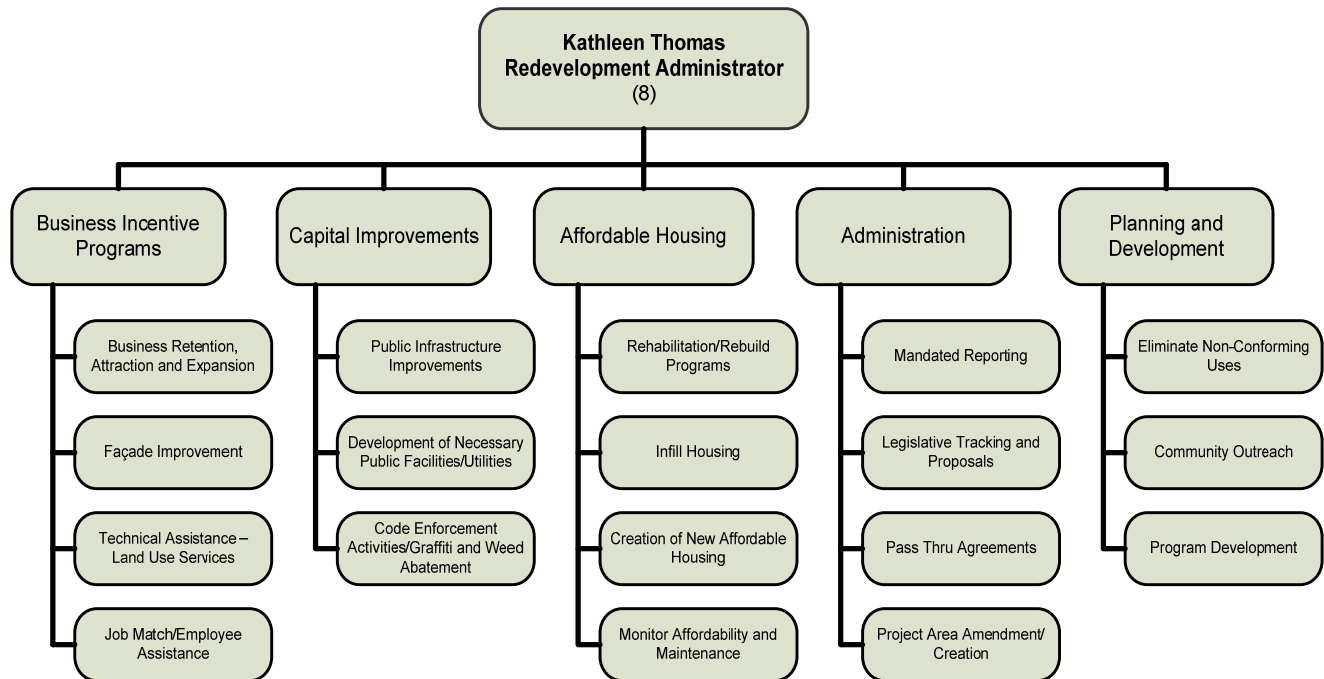 Kathleen Thomas
Redevelopment Administrator
(8)
Business Incentive
Programs
Capital Improvements
Affordable Housing
Administration
Planning and
Development
Business Retention,
Attraction and Expansion
Façade Improvement
Technical Assistance –
Land Use Services
Job Match/Employee
Assistance
Public Infrastructure
Improvements
Development of Necessary
Public Facilities/Utilities
Code Enforcement
Activities/Graffiti and Weed
Abatement
Rehabilitation/Rebuild
Programs
Infill Housing
Creation of New Affordable
Housing
Monitor Affordability and
Maintenance
Mandated Reporting
Legislative Tracking and
Proposals
Pass Thru Agreements
Project Area Amendment/
Creation
Eliminate Non-Conforming
Uses
Community Outreach
Program Development